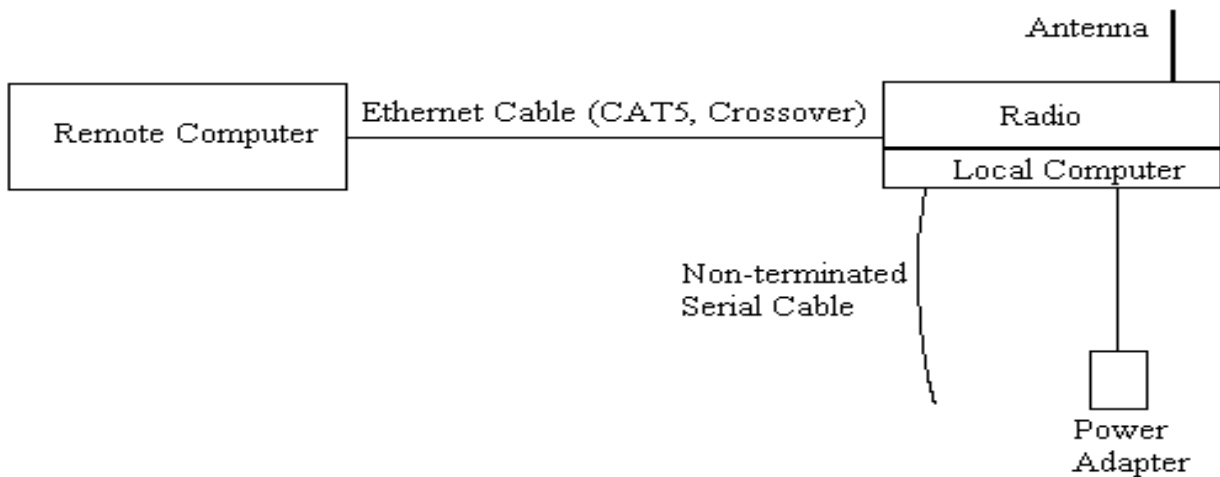 Antenna
Remote Computer
Ethernet Cable (CAT5, Crossover)
Radio
Local Computer
Non-terminated
Serial Cable
Power
Adapter